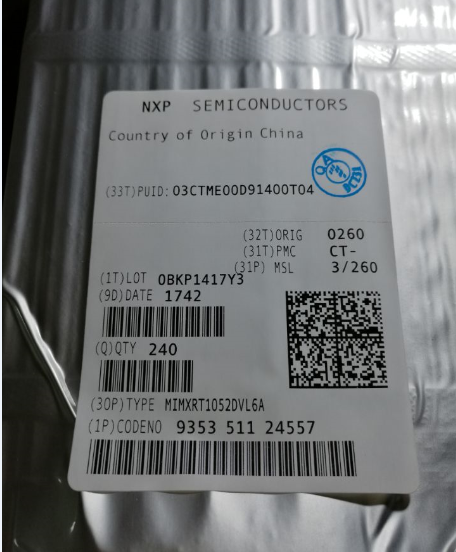 NXP SEMICONDUCTORS
Country of Origin China
QA
(33T)PUID: 03CTME00D91400T04
(32T)ORIG 0260
(31T)PMC CT-
(31P) MSL 3/260
(1T)LOT 0BKP1417Y3
(9D)DATE 1742
(Q)QTY 240
(30P)TYPE MIMXRT1052DVL6A
(1P)CODENO 9353 511 24557